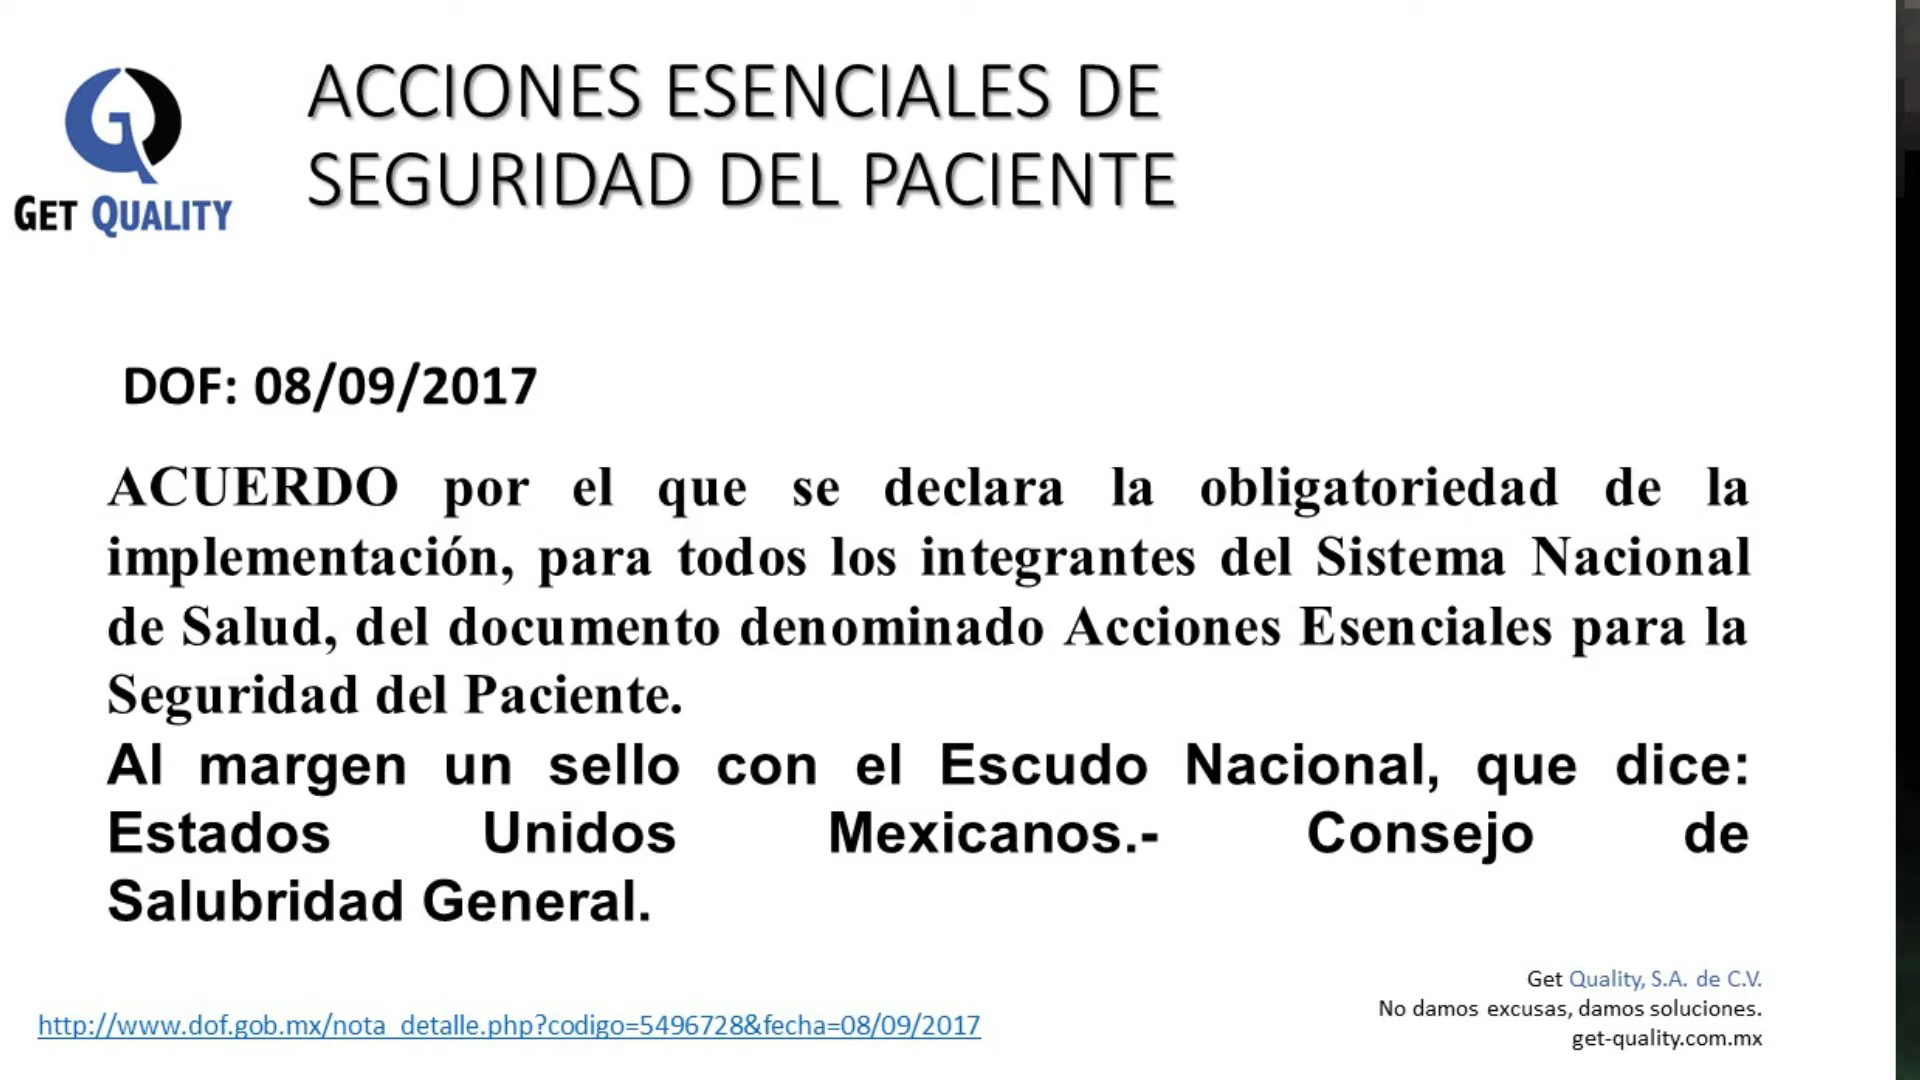 GET QUALITY
ACCIONES ESENCIALES DE
SEGURIDAD DEL PACIENTE
DOF: 08/09/2017
ACUERDO por el que se declara la obligatoriedad de la
implementación, para todos los integrantes del Sistema Nacional
de Salud, del documento denominado Acciones Esenciales para la
Seguridad del Paciente.
Al margen un sello con el Escudo Nacional, que dice:
Estados Unidos Mexicanos.- Consejo de
Salubridad General.
http://www.dof.gob.mx/nota_detalle.php?codigo=5496728&fecha=08/09/2017
Get Quality, S.A. de C.V.
No damos excusas, damos soluciones.
get-quality.com.mx